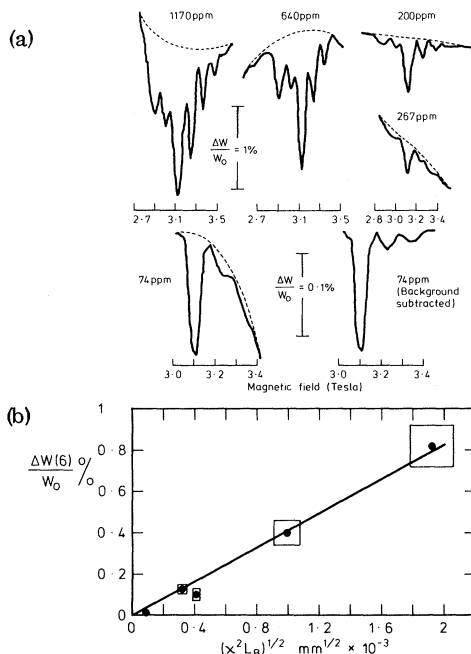 (a)
1170ppm
640ppm
200ppm
267ppm
ΔW/W₀ = 1%
2·7 3·1 3·5
2·7 3·1 3·5
2·8 3·0 3·2 3·4
74ppm
ΔW/W₀ = 0·1%
74ppm
(Background
subtracted)
3·0 3·2 3·4
3·0 3·2 3·4
Magnetic field (Tesla)
(b)
ΔW(6)/W₀ %
1
0·8
0·6
0·4
0·2
0
0 0·4 0·8 1·2 1·6 2
(x²L_B)^1/2 mm^1/2 × 10^-3